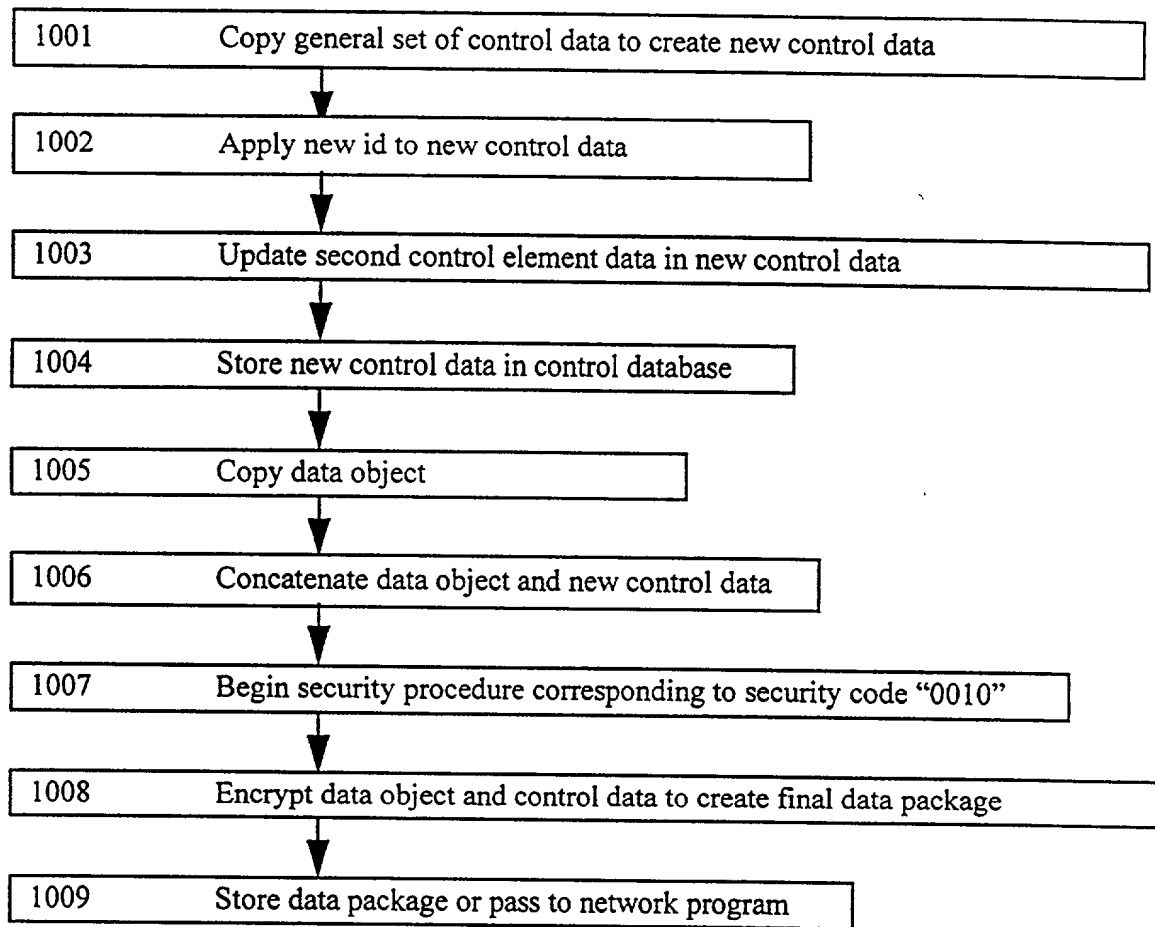 1001 Copy general set of control data to create new control data
1002 Apply new id to new control data
1003 Update second control element data in new control data
1004 Store new control data in control database
1005 Copy data object
1006 Concatenate data object and new control data
1007 Begin security procedure corresponding to security code “0010”
1008 Encrypt data object and control data to create final data package
1009 Store data package or pass to network program